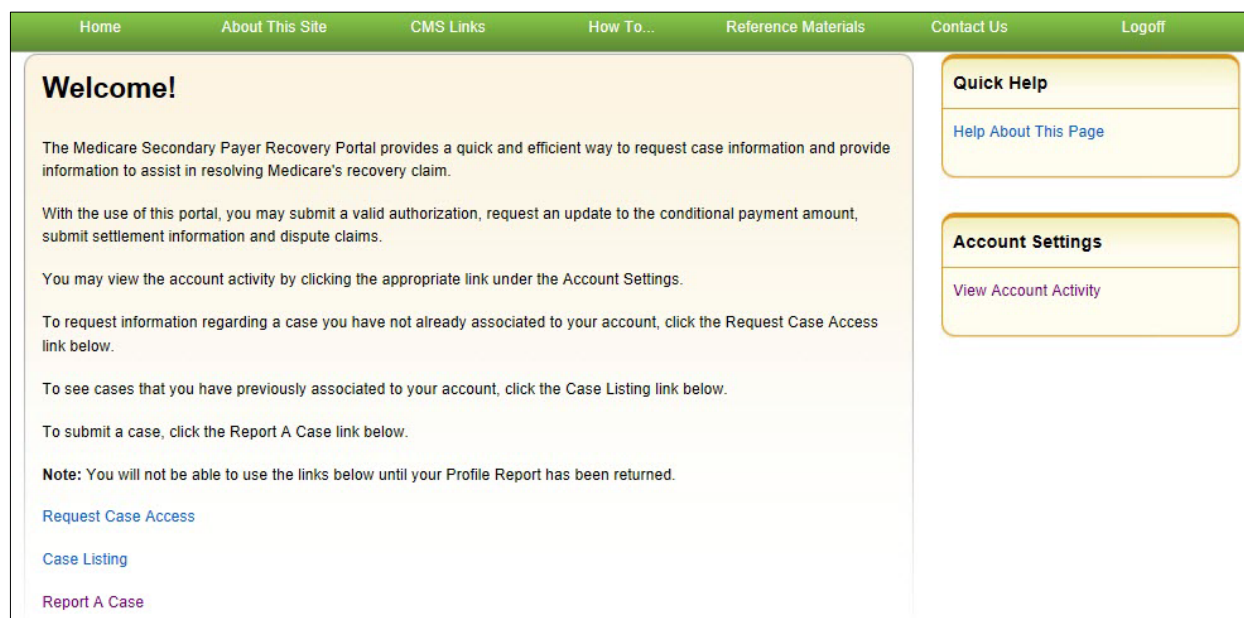 Home About This Site CMS Links How To... Reference Materials Contact Us Logoff
Welcome!
The Medicare Secondary Payer Recovery Portal provides a quick and efficient way to request case information and provide
information to assist in resolving Medicare's recovery claim.
With the use of this portal, you may submit a valid authorization, request an update to the conditional payment amount,
submit settlement information and dispute claims.
You may view the account activity by clicking the appropriate link under the Account Settings.
To request information regarding a case you have not already associated to your account, click the Request Case Access
link below.
To see cases that you have previously associated to your account, click the Case Listing link below.
To submit a case, click the Report A Case link below.
Note: You will not be able to use the links below until your Profile Report has been returned.
Request Case Access
Case Listing
Report A Case
Quick Help
Help About This Page
Account Settings
View Account Activity